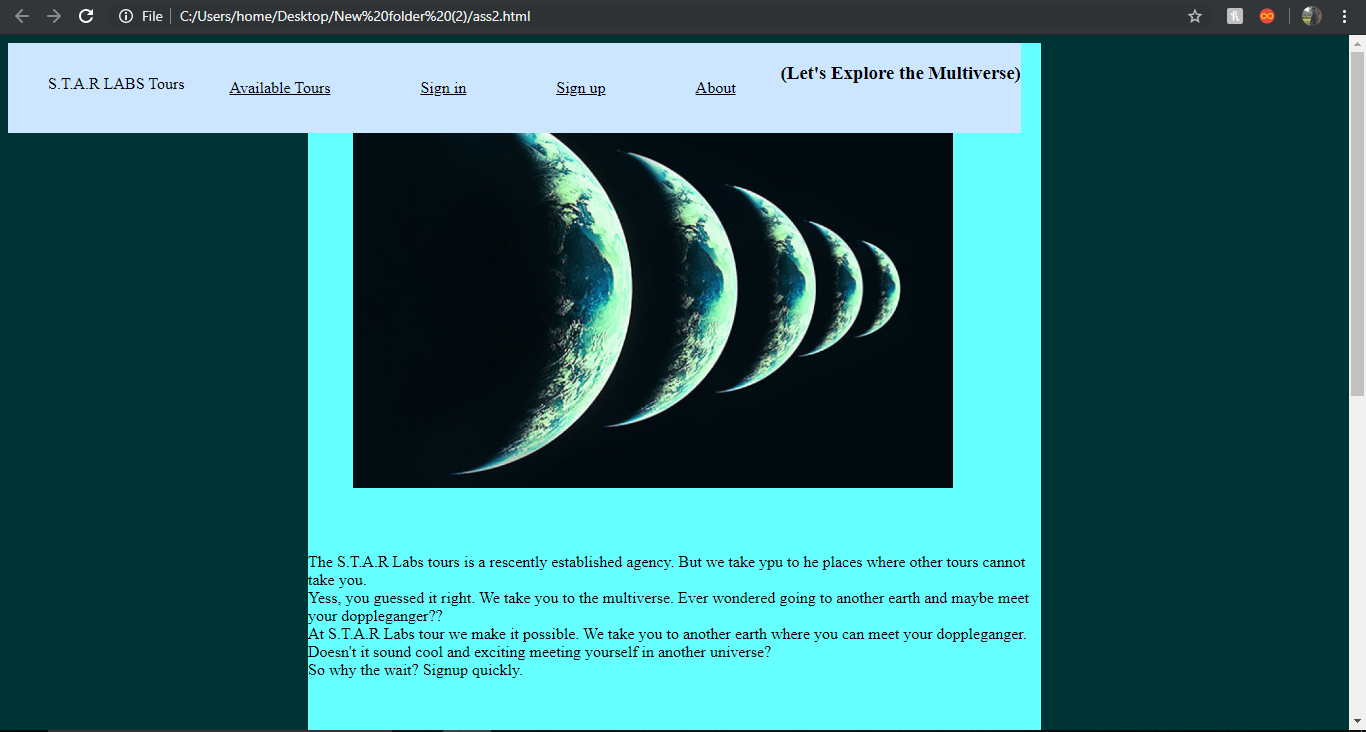 File C:/Users/home/Desktop/New%20folder%20(2)/ass2.html
S.T.A.R LABS Tours Available Tours Sign in Sign up About (Let's Explore the Multiverse)
The S.T.A.R Labs tours is a rescently established agency. But we take ypu to he places where other tours cannot
take you.
Yess, you guessed it right. We take you to the multiverse. Ever wondered going to another earth and maybe meet
your doppleganger??
At S.T.A.R Labs tour we make it possible. We take you to another earth where you can meet your doppleganger.
Doesn't it sound cool and exciting meeting yourself in another universe?
So why the wait? Signup quickly.